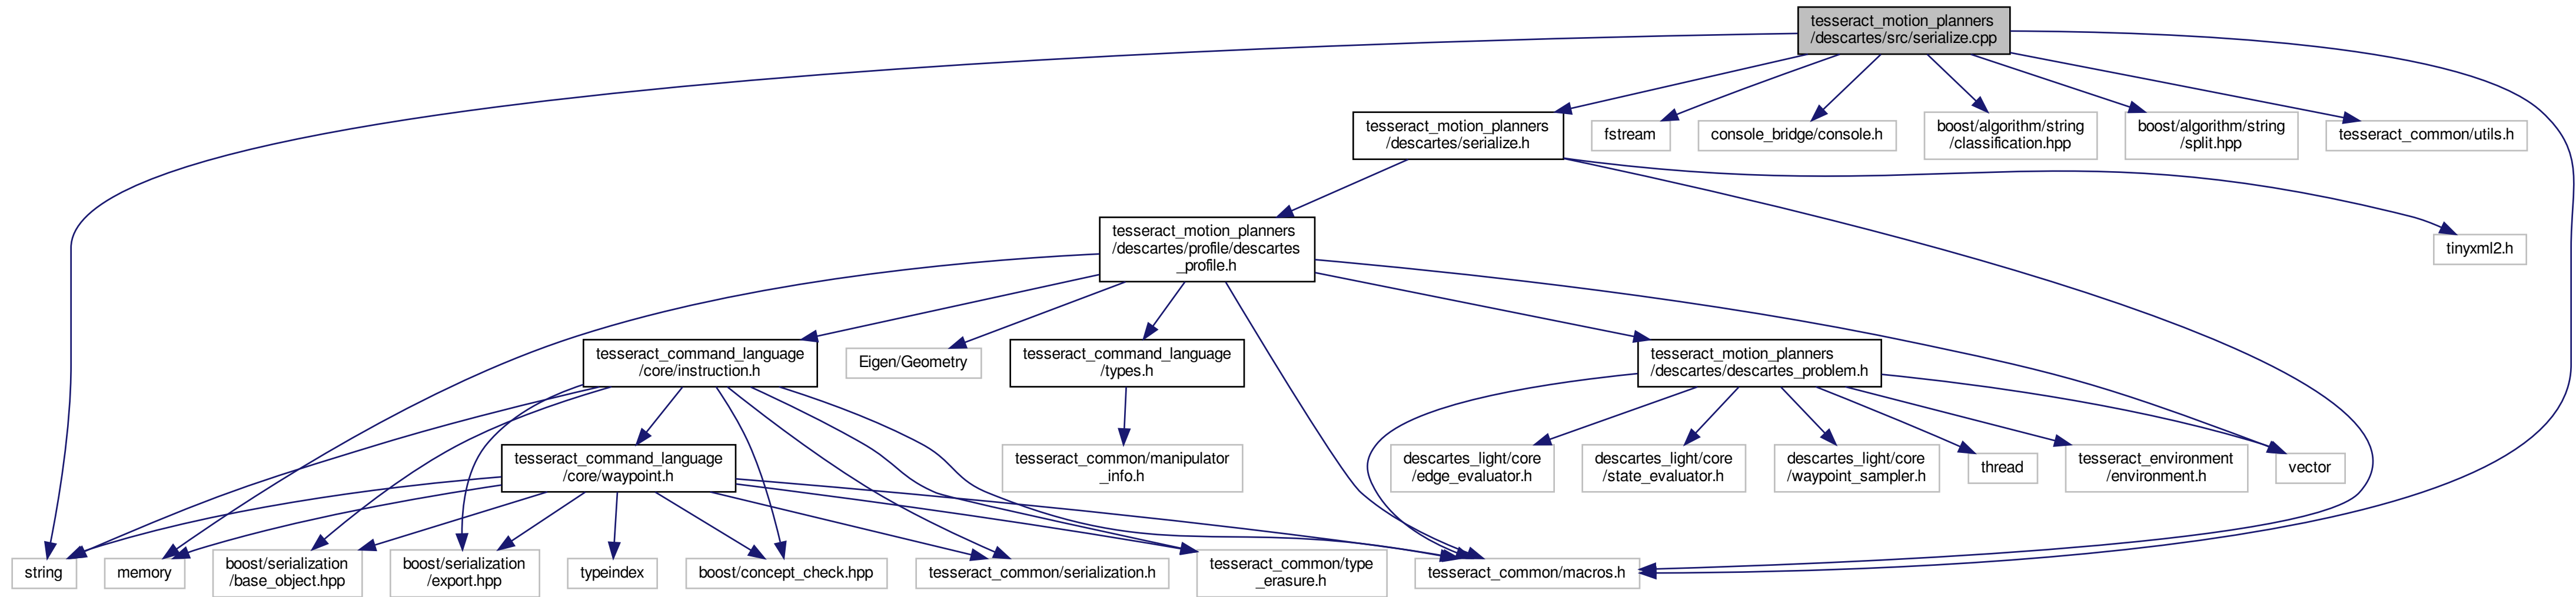 tesseract_motion_planners
/descartes/src/serialize.cpp
tesseract_motion_planners
/descartes/serialize.h
fstream
console_bridge/console.h
boost/algorithm/string
/classification.hpp
boost/algorithm/string
/split.hpp
tesseract_common/utils.h
tesseract_motion_planners
/descartes/profile/descartes
_profile.h
tinyxml2.h
tesseract_command_language
/core/instruction.h
Eigen/Geometry
tesseract_command_language
/types.h
tesseract_motion_planners
/descartes/descartes_problem.h
tesseract_command_language
/core/waypoint.h
tesseract_common/manipulator
_info.h
descartes_light/core
/edge_evaluator.h
descartes_light/core
/state_evaluator.h
descartes_light/core
/waypoint_sampler.h
thread
tesseract_environment
/environment.h
vector
string
memory
boost/serialization
/base_object.hpp
boost/serialization
/export.hpp
typeindex
boost/concept_check.hpp
tesseract_common/serialization.h
tesseract_common/type
_erasure.h
tesseract_common/macros.h